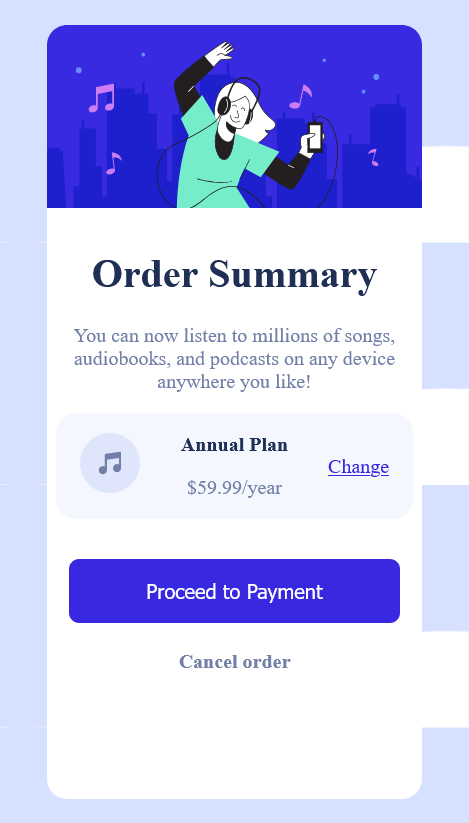 Order Summary
You can now listen to millions of songs,
audiobooks, and podcasts on any device
anywhere you like!
Annual Plan
$59.99/year
Change
Proceed to Payment
Cancel order